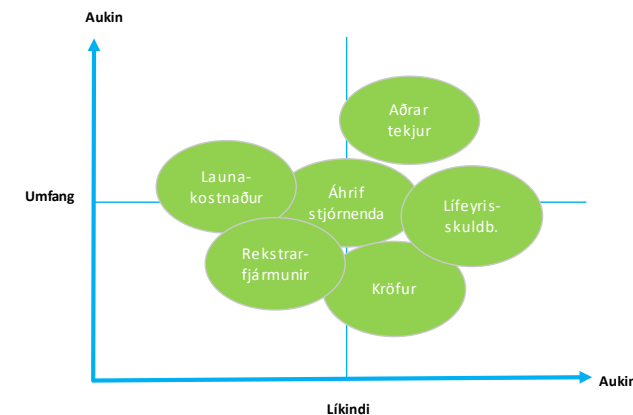 Aukin
Aðrar
tekjur
Launa-
kostnaður
Áhrif
stjórnenda
Lífeyris-
skuldb.
Umfang
Rekstrar-
fjármunir
Kröfur
Aukin
Líkindi